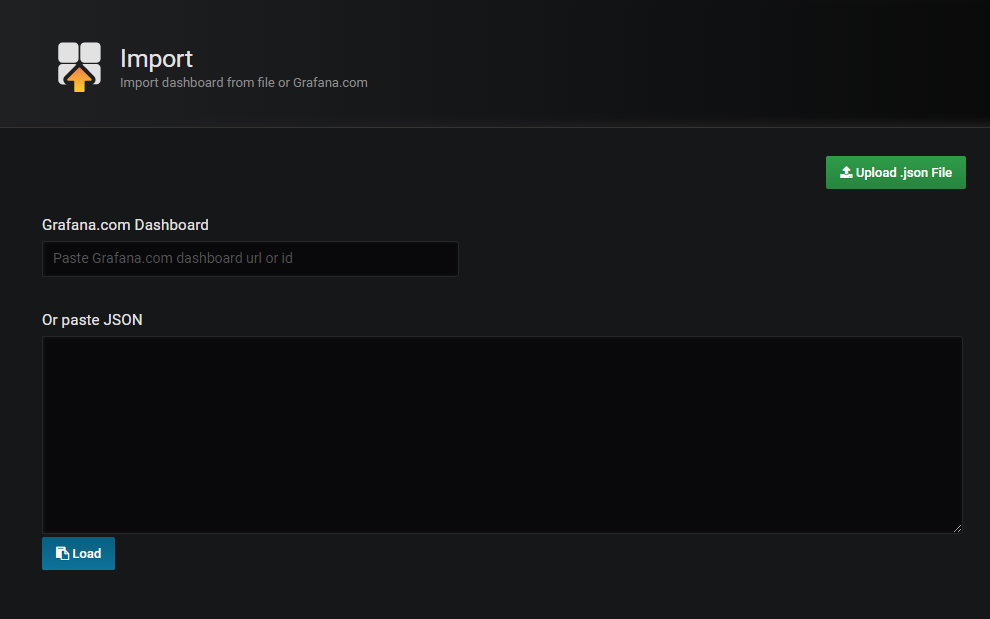 Import
Import dashboard from file or Grafana.com
Upload .json File
Grafana.com Dashboard
Paste Grafana.com dashboard url or id
Or paste JSON
Load